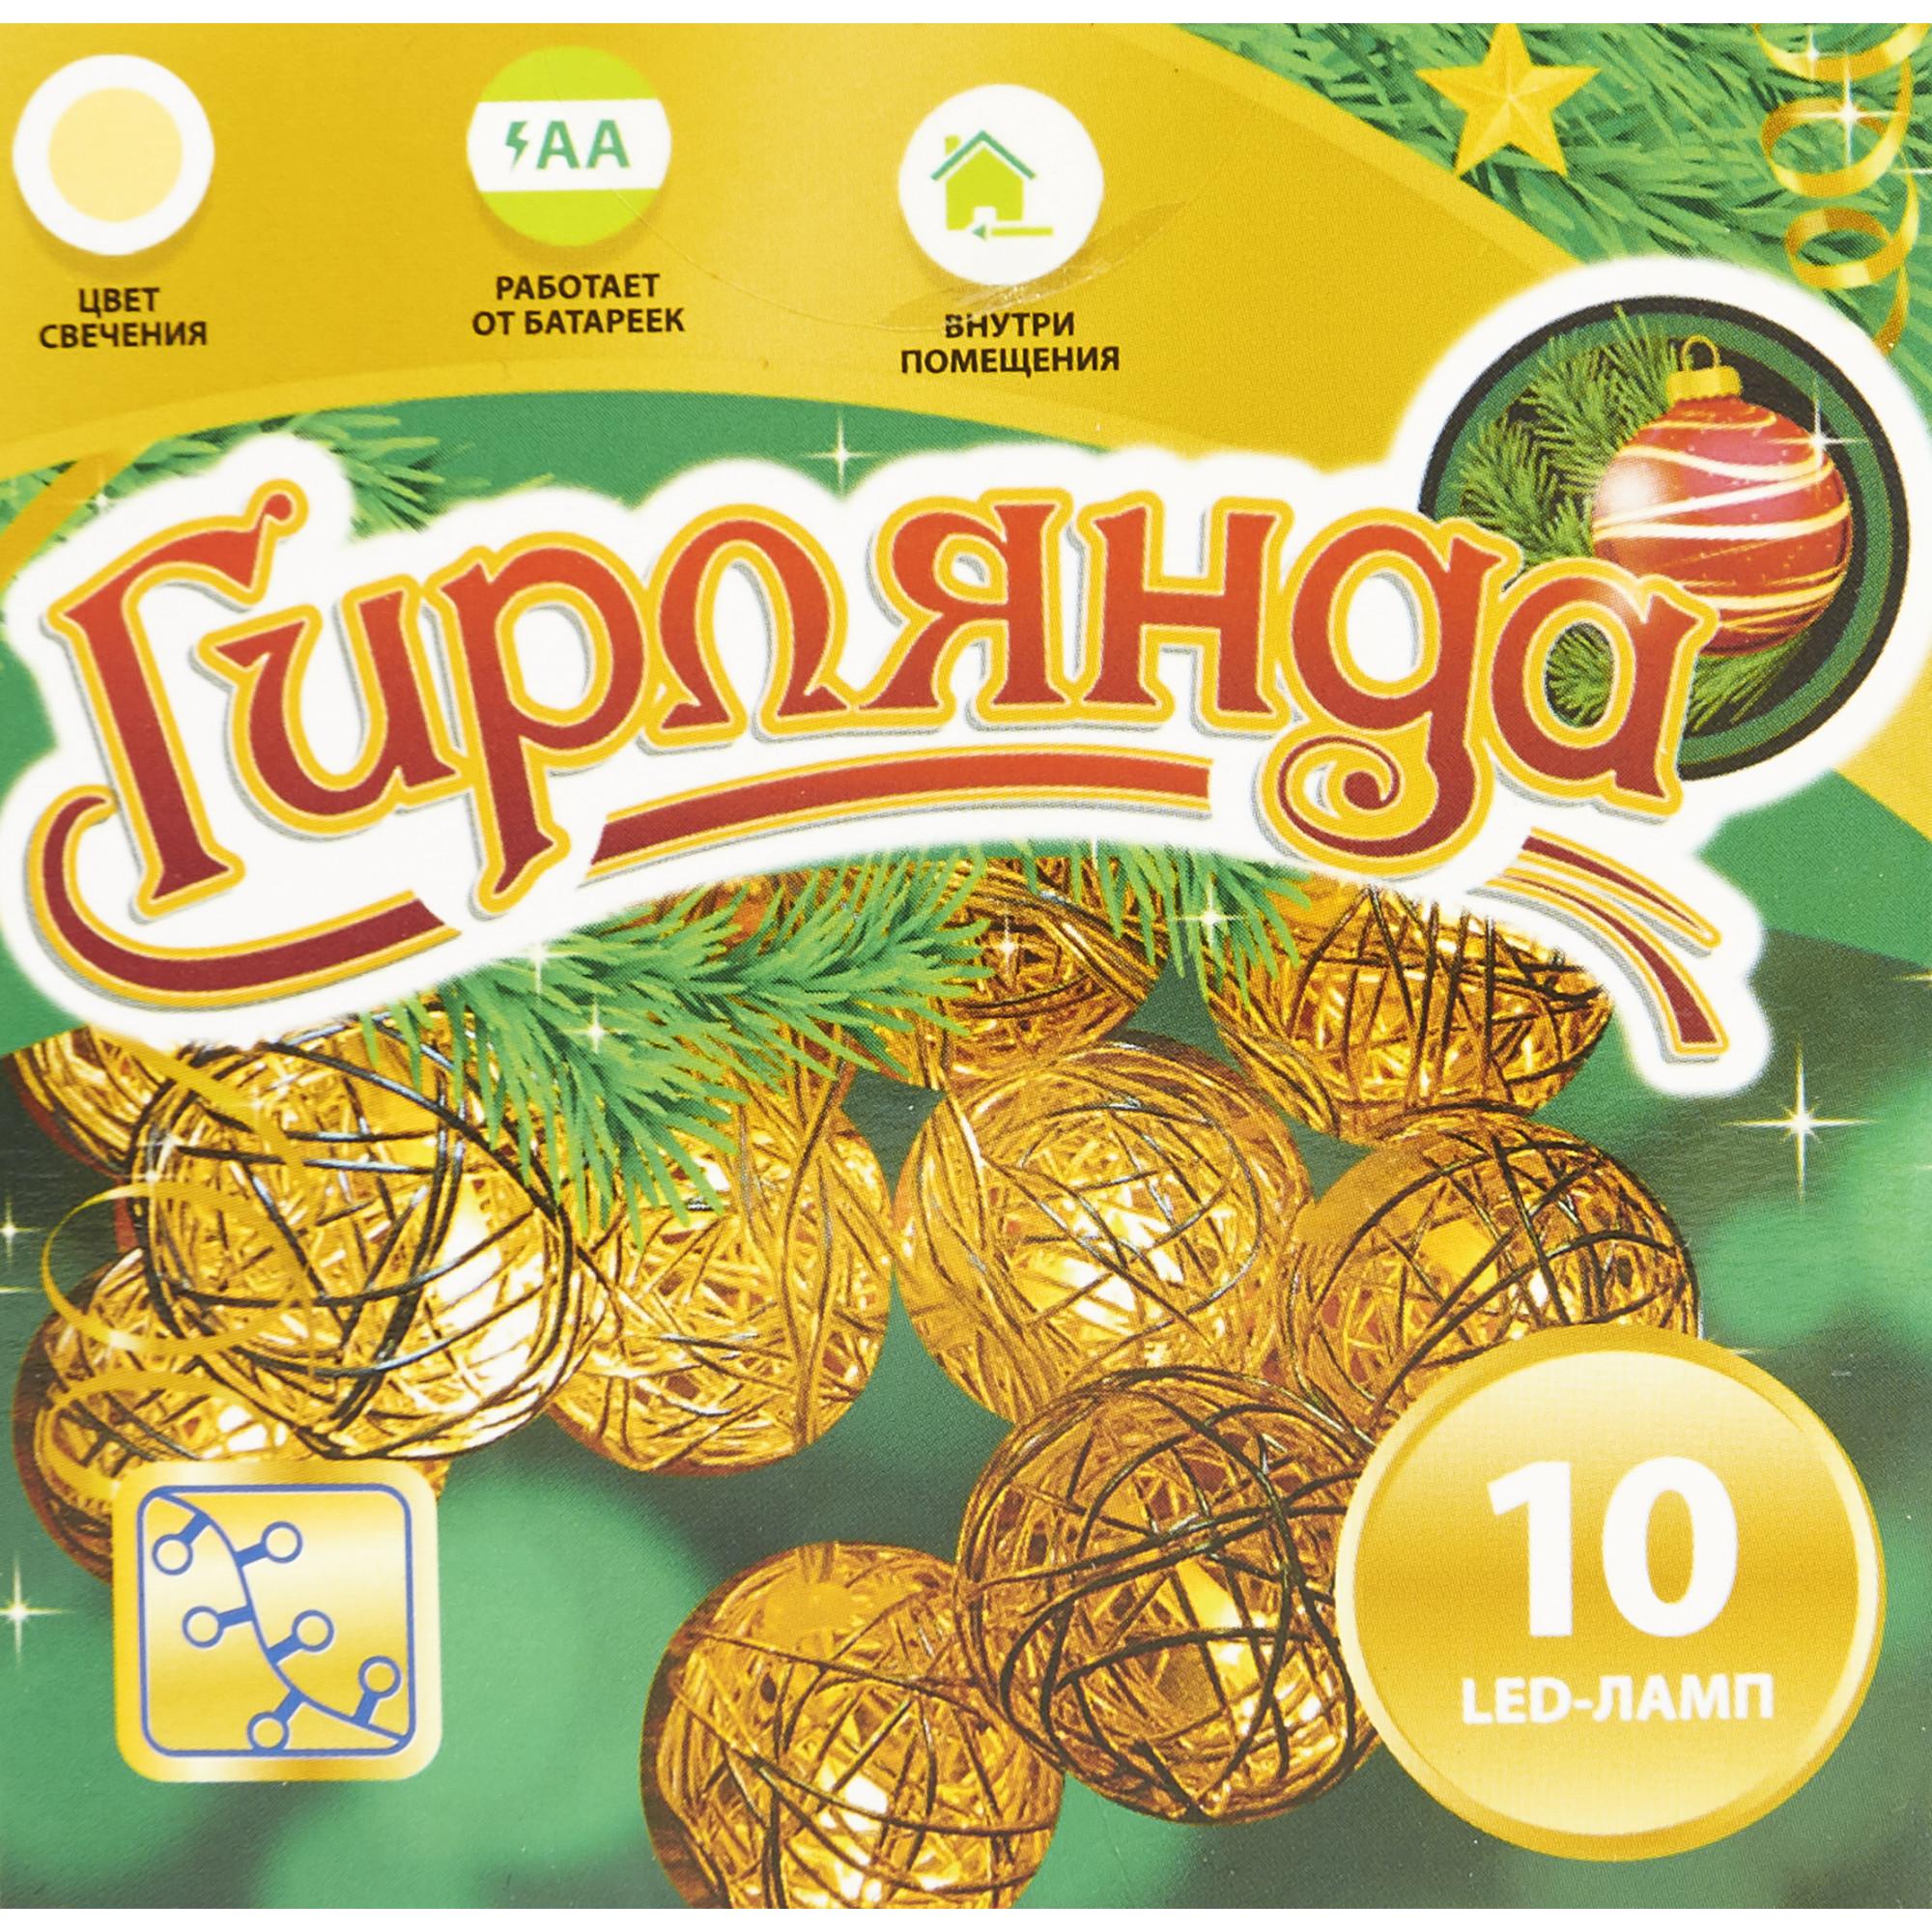 ЦВЕТ
СВЕЧЕНИЯ
AA
РАБОТАЕТ
ОТ БАТАРЕЕК
ВНУТРИ
ПОМЕЩЕНИЯ
Гирлянда
10
LED-ЛАМП